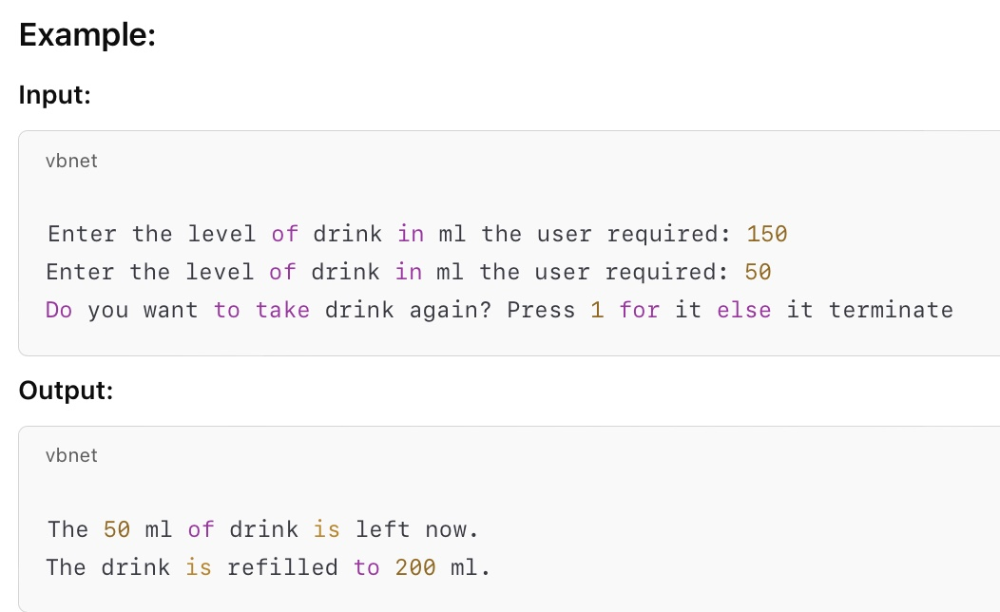 Example:
Input:
vbnet
Enter the level of drink in ml the user required: 150
Enter the level of drink in ml the user required: 50
Do you want to take drink again? Press 1 for it else it terminate
Output:
vbnet
The 50 ml of drink is left now.
The drink is refilled to 200 ml.